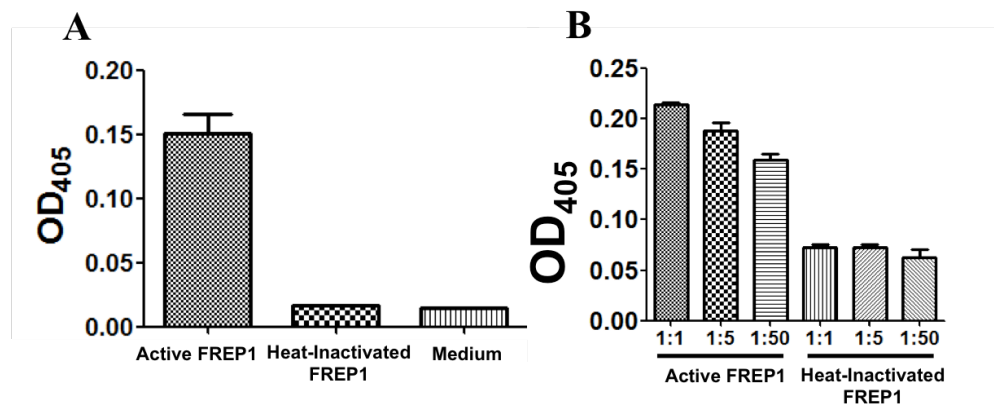 A
OD405
0.20
0.15
0.10
0.05
0.00
Active FREP1
Heat-Inactivated
FREP1
Medium
B
OD405
0.25
0.20
0.15
0.10
0.05
0.00
1:1 1:5 1:50 1:1 1:5 1:50
Active FREP1
Heat-Inactivated
FREP1